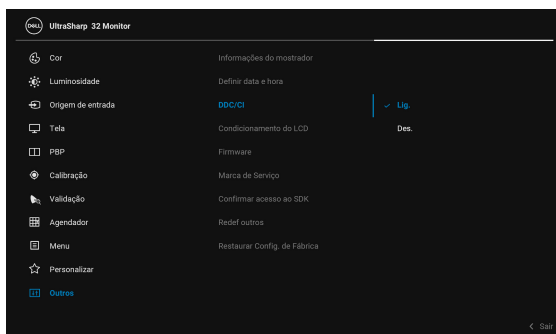 DELL UltraSharp 32 Monitor
Cor
Informações do mostrador
Luminosidade
Definir data e hora
Origem de entrada
DDC/CI
Lig.
Tela
Condicionamento do LCD
Des.
PBP
Firmware
Calibração
Marca de Serviço
Validação
Confirmar acesso ao SDK
Agendador
Redef outros
Menu
Restaurar Config. de Fábrica
Personalizar
Outros
Sair